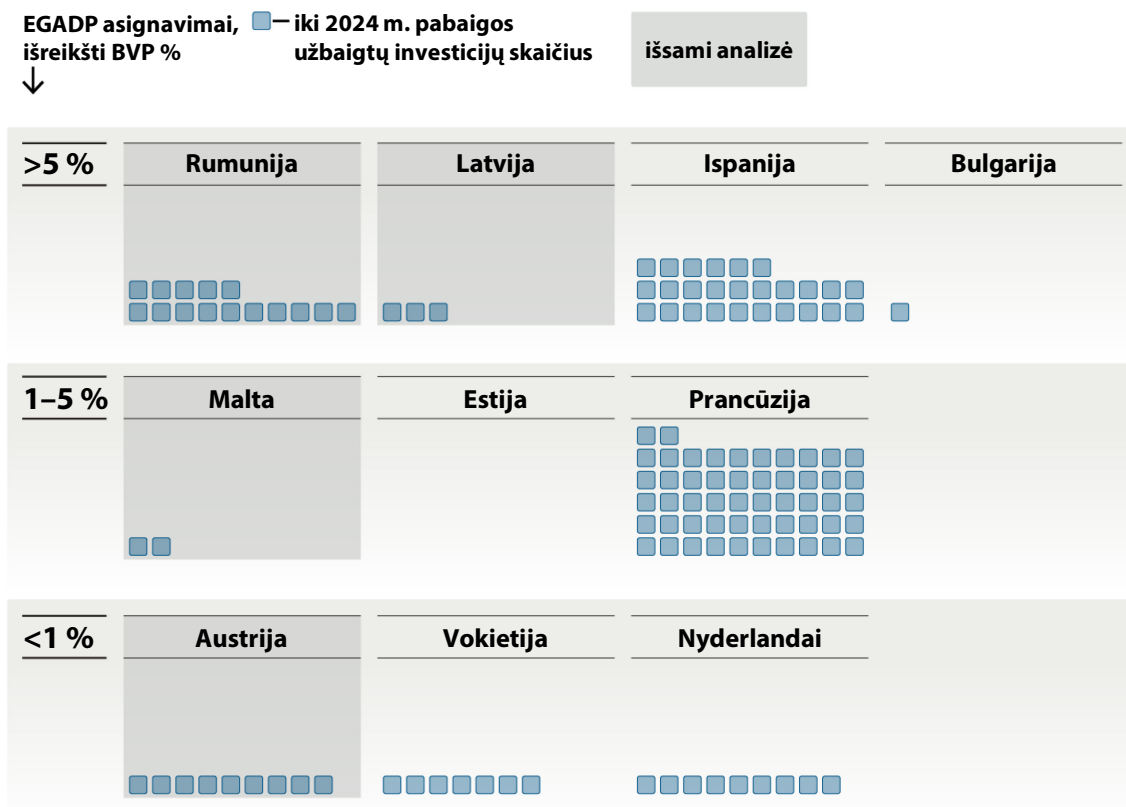 EGADP asignavimai,
išreikšti BVP %
iki 2024 m. pabaigos
užbaigtų investicijų skaičius
išsami analizė
>5 %
Rumunija
Latvija
Ispanija
Bulgarija
1–5 %
Malta
Estija
Prancūzija
<1 %
Austrija
Vokietija
Nyderlandai